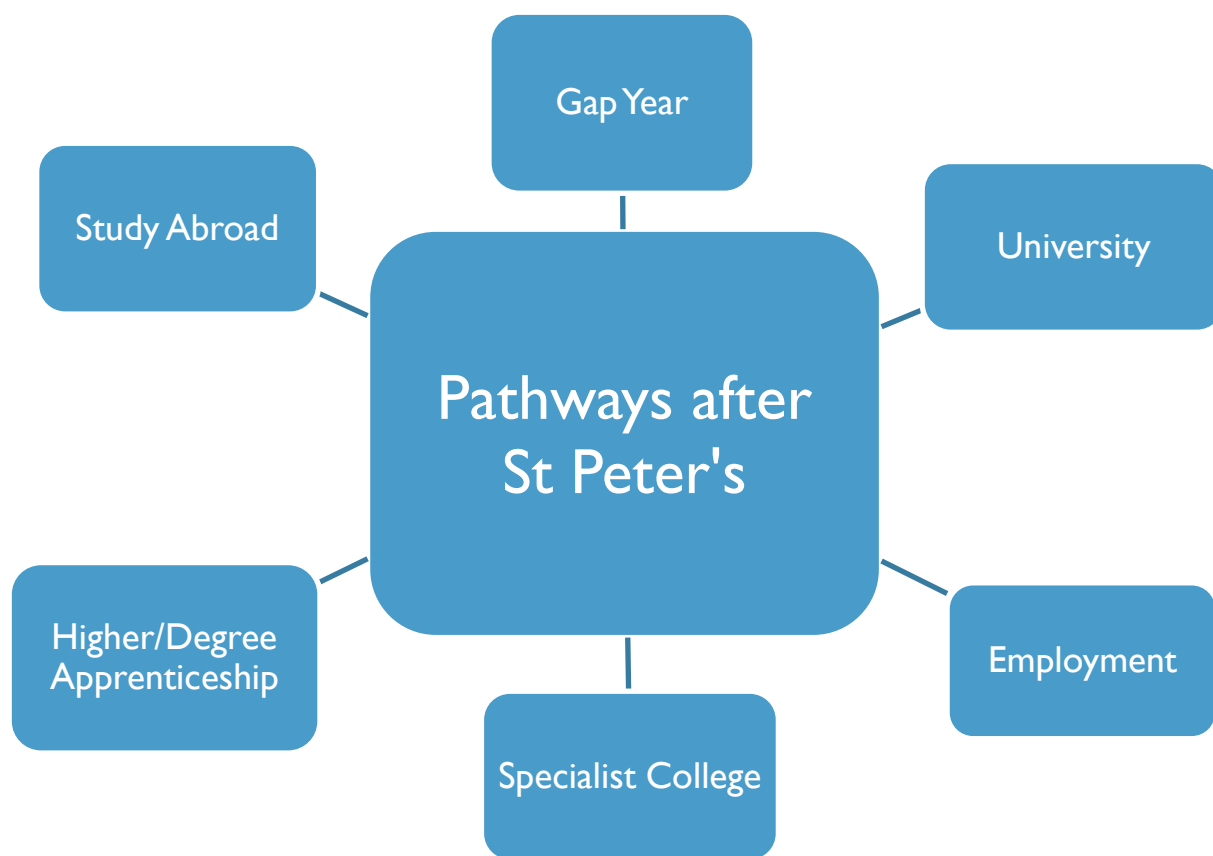 Gap Year
Study Abroad
University
Pathways after
St Peter's
Higher/Degree
Apprenticeship
Employment
Specialist College